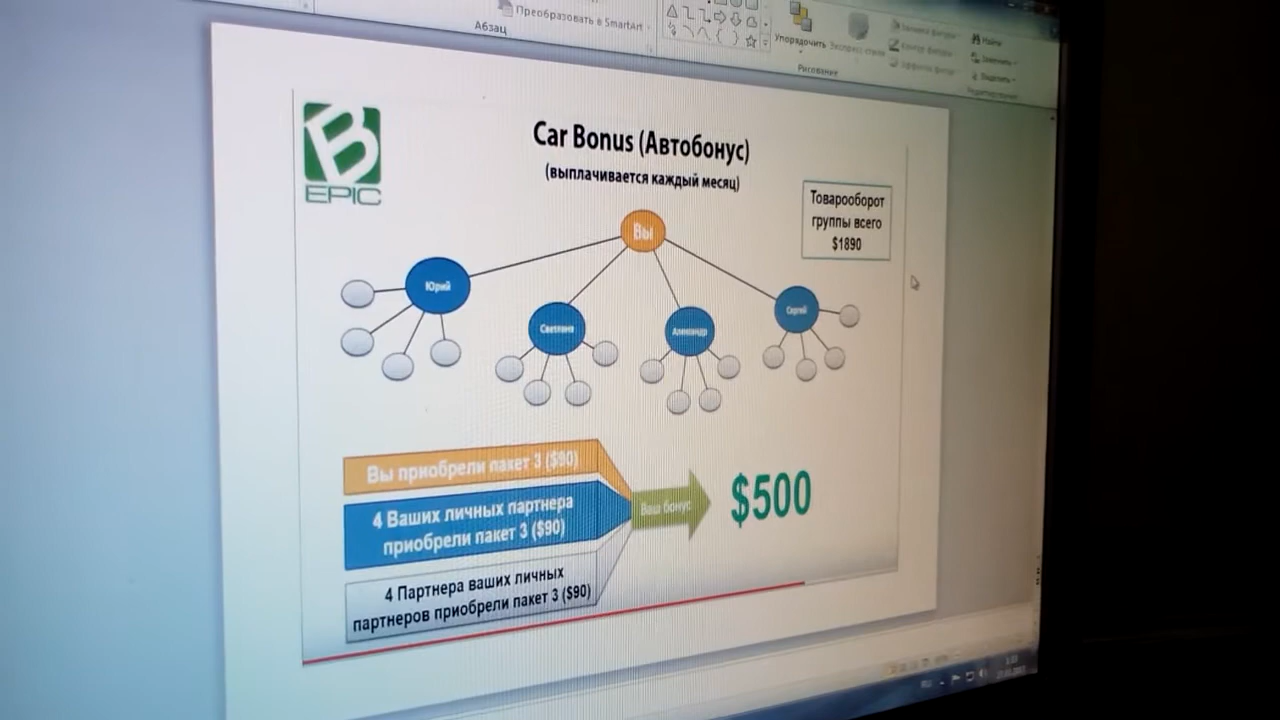 Преобразовать в SmartArt
Абзац
Упорядочить
Рисование
Найти
EPIC
Car Bonus (Автобонус)
(выплачивается каждый месяц)
Товарооборот
группы всего
$1890
Вы
Юрий
Светлана
Александр
Сергей
Вы приобрели пакет 3 ($90)
4 Ваших личных партнера
приобрели пакет 3 ($90)
4 Партнера ваших личных
партнеров приобрели пакет 3 ($90)
Ваш бонус
$500
RU